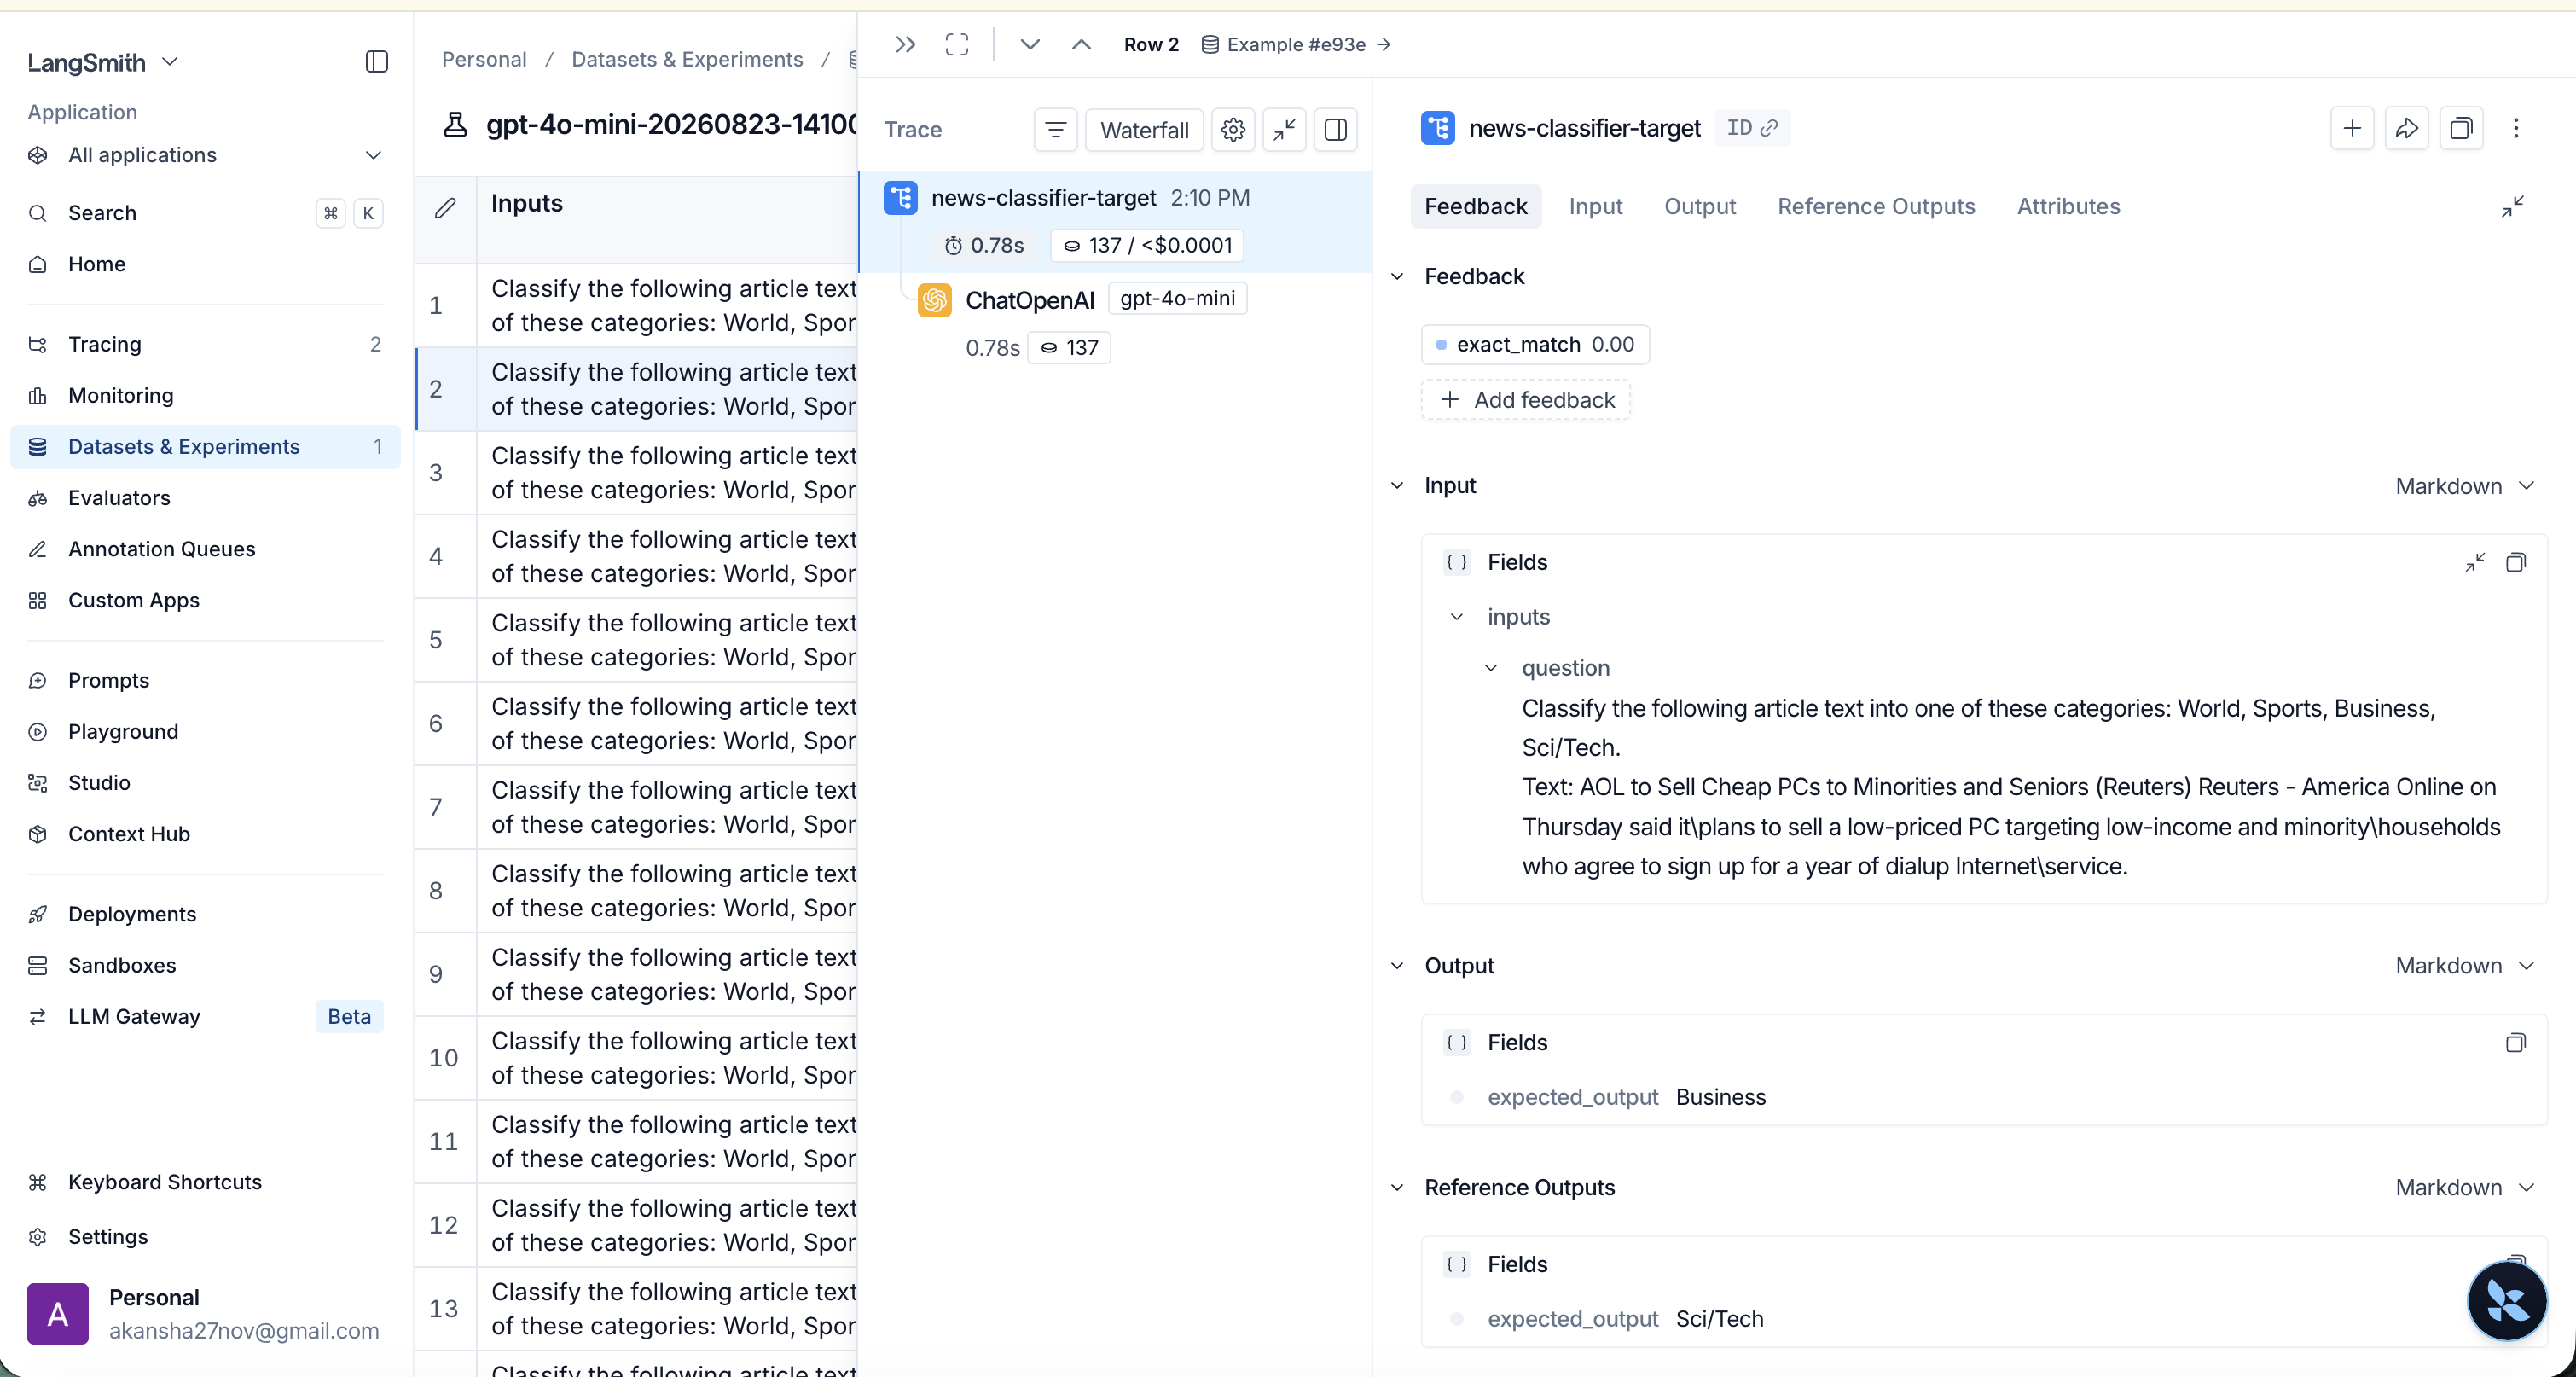 LangSmith
Application
All applications
Search ⌘ K
Home
Tracing 2
Monitoring
Datasets & Experiments 1
Evaluators
Annotation Queues
Custom Apps
Prompts
Playground
Studio
Context Hub
Deployments
Sandboxes
LLM Gateway Beta
Keyboard Shortcuts
Settings
A
Personal
akansha27nov@gmail.com
Personal / Datasets & Experiments /
gpt-4o-mini-20260823-1410
Inputs
1
Classify the following article text
of these categories: World, Spor
2
Classify the following article text
of these categories: World, Spor
3
Classify the following article text
of these categories: World, Spor
4
Classify the following article text
of these categories: World, Spor
5
Classify the following article text
of these categories: World, Spor
6
Classify the following article text
of these categories: World, Spor
7
Classify the following article text
of these categories: World, Spor
8
Classify the following article text
of these categories: World, Spor
9
Classify the following article text
of these categories: World, Spor
10
Classify the following article text
of these categories: World, Spor
11
Classify the following article text
of these categories: World, Spor
12
Classify the following article text
of these categories: World, Spor
13
Classify the following article text
of these categories: World, Spor
Classify the following article text
Row 2 Example #e93e →
Trace Waterfall
news-classifier-target 2:10 PM
0.78s 137 / <$0.0001
ChatOpenAI gpt-4o-mini
0.78s 137
news-classifier-target ID
Feedback Input Output Reference Outputs Attributes
Feedback
exact_match 0.00
+ Add feedback
Input Markdown
{ } Fields
inputs
question
Classify the following article text into one of these categories: World, Sports, Business,
Sci/Tech.
Text: AOL to Sell Cheap PCs to Minorities and Seniors (Reuters) Reuters - America Online on
Thursday said it\plans to sell a low-priced PC targeting low-income and minority\households
who agree to sign up for a year of dialup Internet\service.
Output Markdown
{ } Fields
expected_output Business
Reference Outputs Markdown
{ } Fields
expected_output Sci/Tech